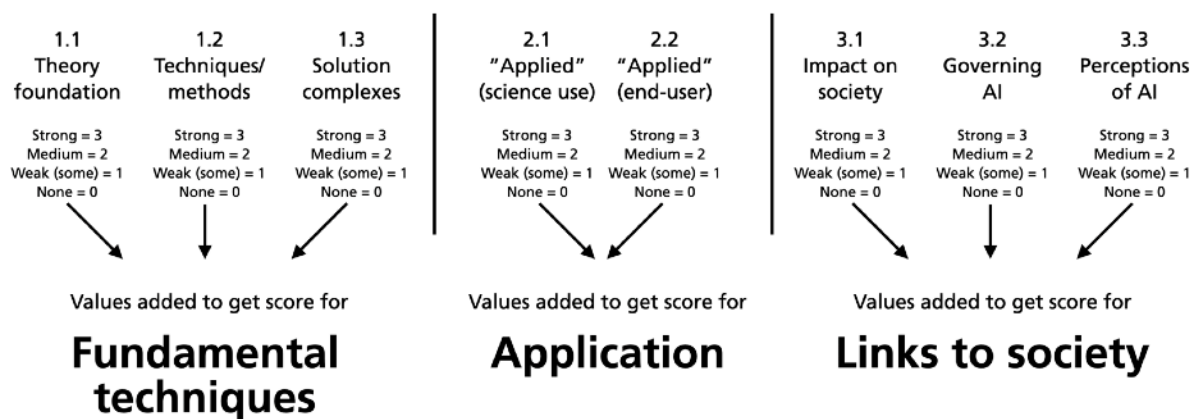 1.1
Theory
foundation
Strong = 3
Medium = 2
Weak (some) = 1
None = 0
1.2
Techniques/
methods
Strong = 3
Medium = 2
Weak (some) = 1
None = 0
1.3
Solution
complexes
Strong = 3
Medium = 2
Weak (some) = 1
None = 0
Values added to get score for
Fundamental
techniques
2.1
”Applied”
(science use)
Strong = 3
Medium = 2
Weak (some) = 1
None = 0
2.2
”Applied”
(end-user)
Strong = 3
Medium = 2
Weak (some) = 1
None = 0
Values added to get score for
Application
3.1
Impact on
society
Strong = 3
Medium = 2
Weak (some) = 1
None = 0
3.2
Governing
AI
Strong = 3
Medium = 2
Weak (some) = 1
None = 0
3.3
Perceptions
of AI
Strong = 3
Medium = 2
Weak (some) = 1
None = 0
Values added to get score for
Links to society